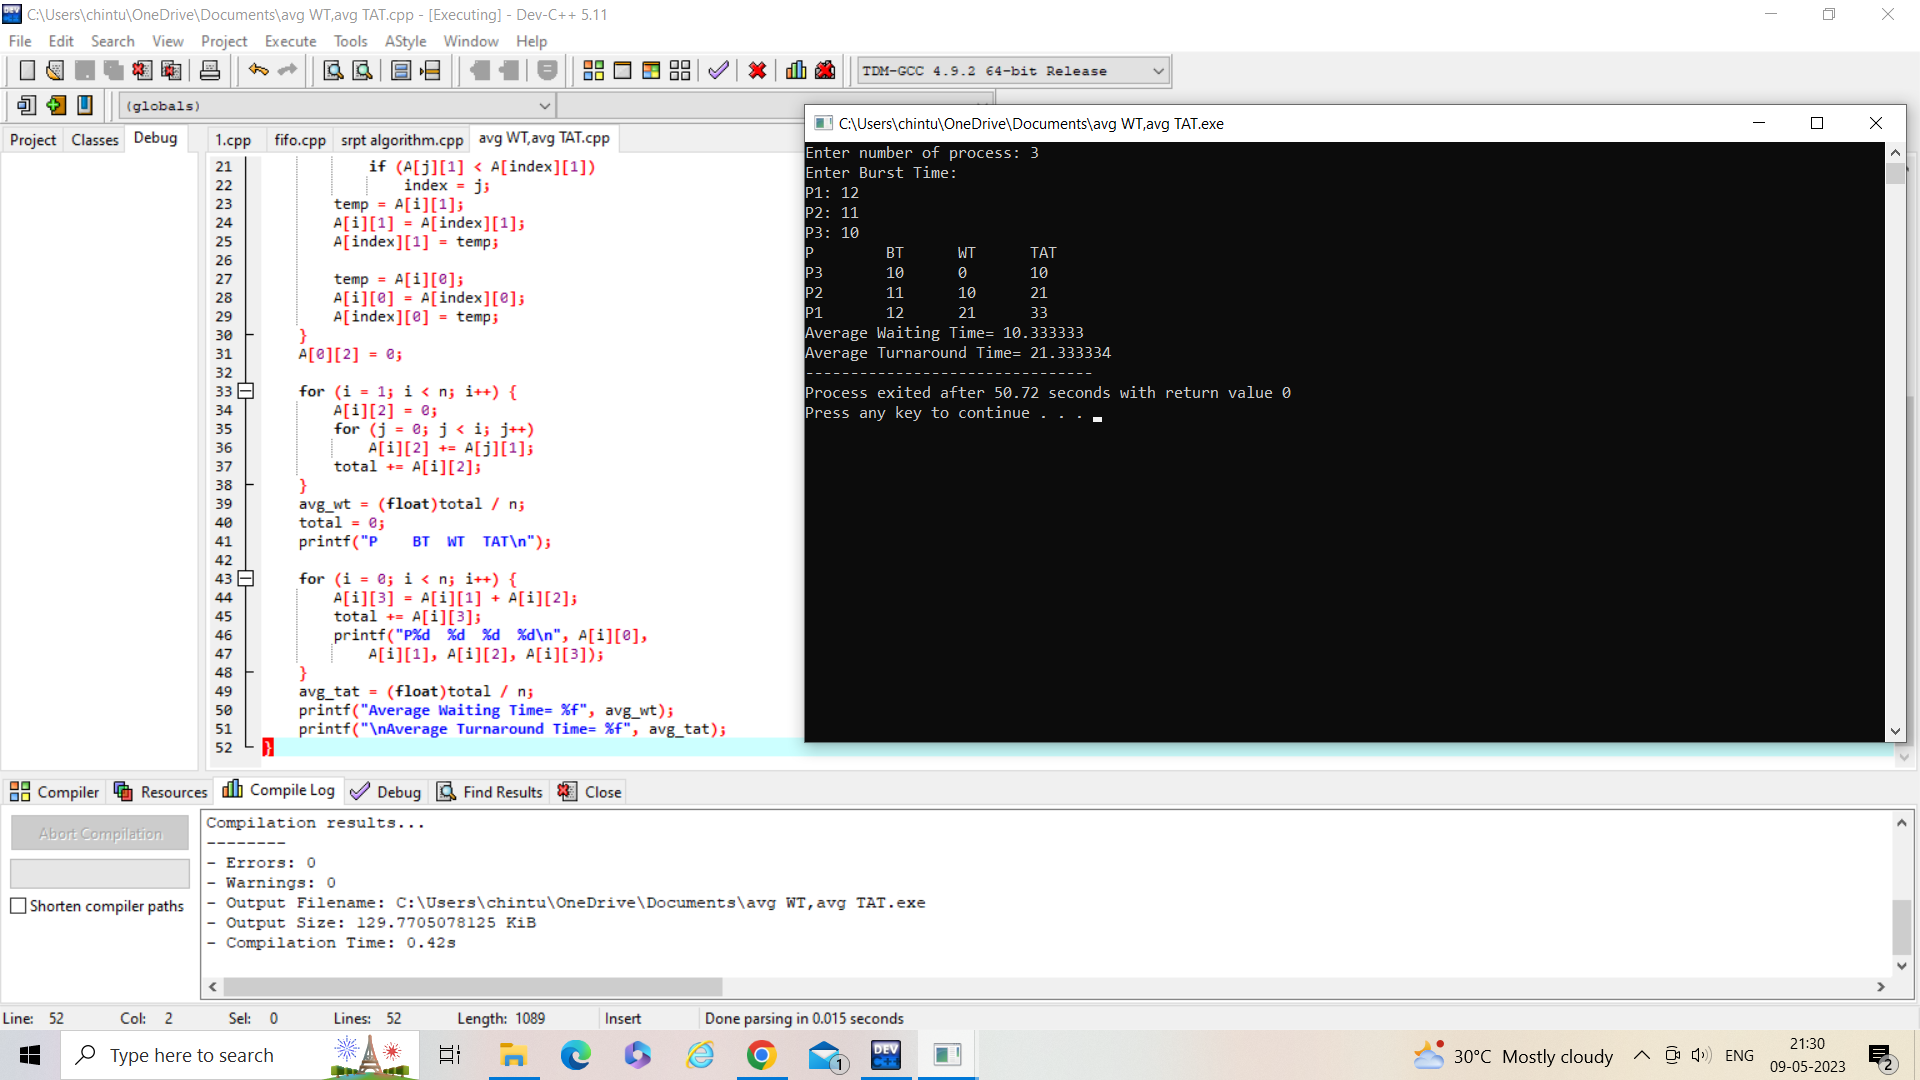 C:\Users\chintu\OneDrive\Documents\avg WT,avg TAT.cpp - [Executing] - Dev-C++ 5.11
File Edit Search View Project Execute Tools AStyle Window Help
TDM-GCC 4.9.2 64-bit Release
(globals)
Project Classes Debug
1.cpp fifo.cpp srpt algorithm.cpp avg WT,avg TAT.cpp
21 if (A[j][1] < A[index][1])
22 index = j;
23 temp = A[i][1];
24 A[i][1] = A[index][1];
25 A[index][1] = temp;
26
27 temp = A[i][0];
28 A[i][0] = A[index][0];
29 A[index][0] = temp;
30 }
31 A[0][2] = 0;
32
33 for (i = 1; i < n; i++) {
34 A[i][2] = 0;
35 for (j = 0; j < i; j++)
36 A[i][2] += A[j][1];
37 total += A[i][2];
38 }
39 avg_wt = (float)total / n;
40 total = 0;
41 printf("P    BT  WT  TAT\n");
42
43 for (i = 0; i < n; i++) {
44 A[i][3] = A[i][1] + A[i][2];
45 total += A[i][3];
46 printf("P%d  %d  %d  %d\n", A[i][0],
47 A[i][1], A[i][2], A[i][3]);
48 }
49 avg_tat = (float)total / n;
50 printf("Average Waiting Time= %f", avg_wt);
51 printf("\nAverage Turnaround Time= %f", avg_tat);
52 }
C:\Users\chintu\OneDrive\Documents\avg WT,avg TAT.exe
Enter number of process: 3
Enter Burst Time:
P1: 12
P2: 11
P3: 10
P BT WT TAT
P3 10 0 10
P2 11 10 21
P1 12 21 33
Average Waiting Time= 10.333333
Average Turnaround Time= 21.333334
--------------------------------
Process exited after 50.72 seconds with return value 0
Press any key to continue . . .
Compiler Resources Compile Log Debug Find Results Close
Abort Compilation
Shorten compiler paths
Compilation results...
--------
- Errors: 0
- Warnings: 0
- Output Filename: C:\Users\chintu\OneDrive\Documents\avg WT,avg TAT.exe
- Output Size: 129.7705078125 KiB
- Compilation Time: 0.42s
Line: 52 Col: 2 Sel: 0 Lines: 52 Length: 1089 Insert Done parsing in 0.015 seconds
Type here to search
1
DEV C++
30°C Mostly cloudy
ENG
21:30
09-05-2023
2